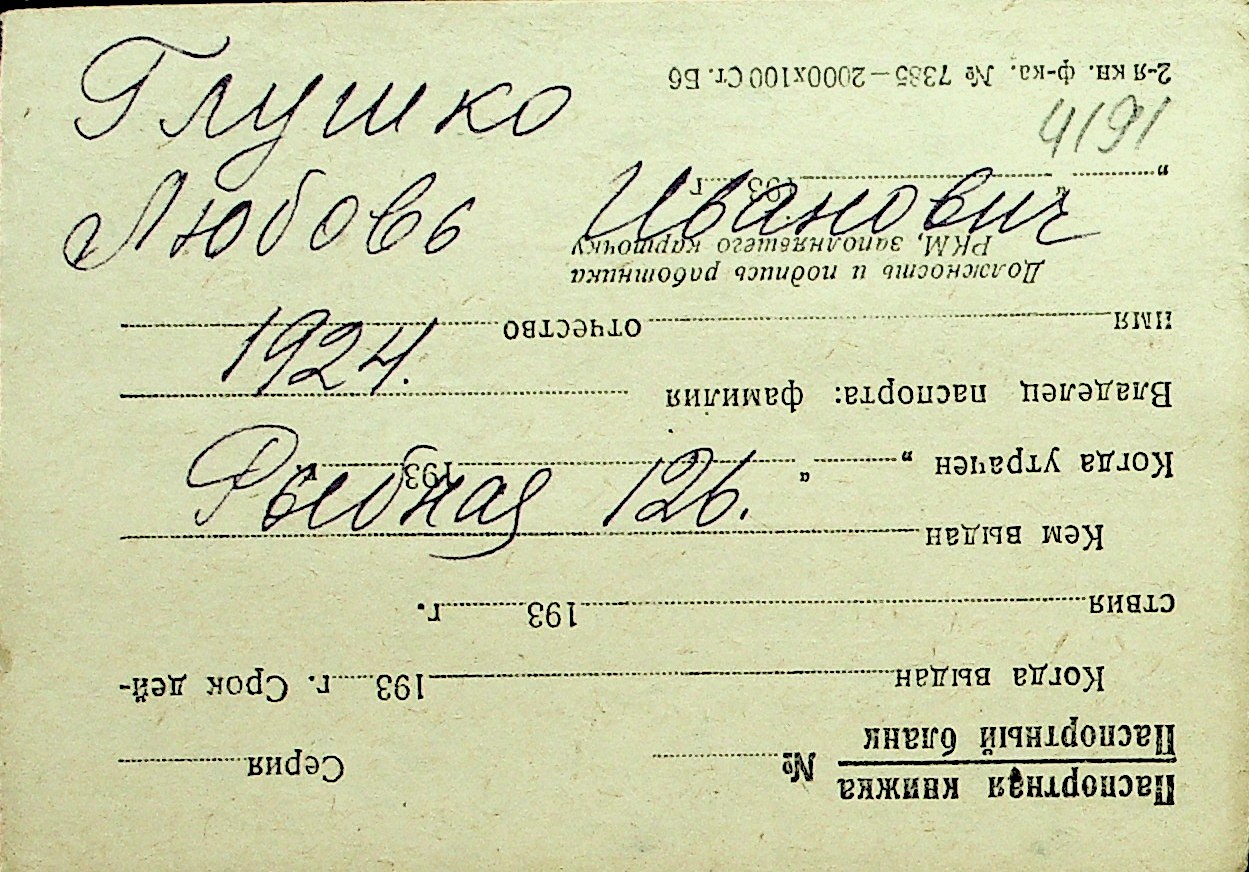 Глушко
Любовь Иванович
1924.
Рыбная 126.
4191
Паспортная книжка
Паспортный бланк
№ Серия
Когда выдан 193 г. Срок дей-
ствия 193 г.
Кем выдан
Когда утрачен „ “ 193
Владелец паспорта: фамилия
имя отчество
Должность и подпись работника
РКМ, заполнявшего карточку
„ “ 193 г.
2-я кн. ф-ка. № 7385—2000х100 Ст. Б6